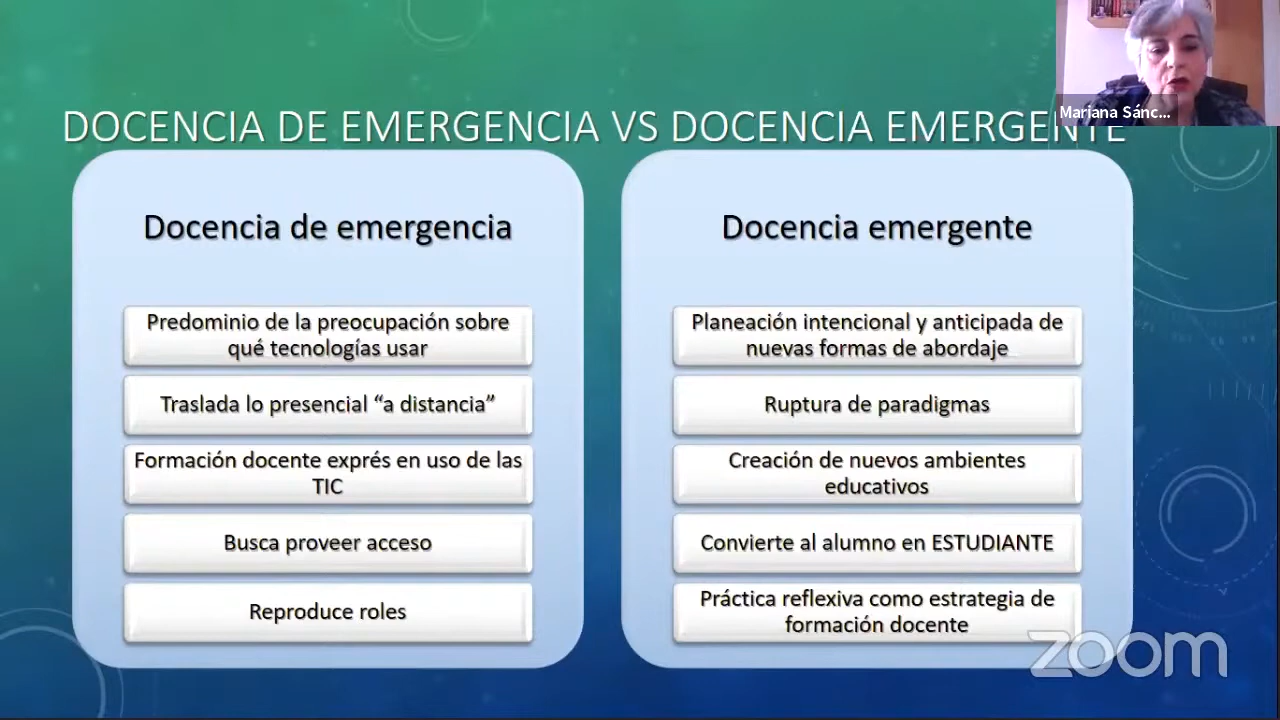 Mariana Sánc...
DOCENCIA DE EMERGENCIA VS DOCENCIA EMERGENTE
Docencia de emergencia
Predominio de la preocupación sobre
qué tecnologías usar
Traslada lo presencial “a distancia”
Formación docente exprés en uso de las
TIC
Busca proveer acceso
Reproduce roles
Docencia emergente
Planeación intencional y anticipada de
nuevas formas de abordaje
Ruptura de paradigmas
Creación de nuevos ambientes
educativos
Convierte al alumno en ESTUDIANTE
Práctica reflexiva como estrategia de
formación docente
zoom